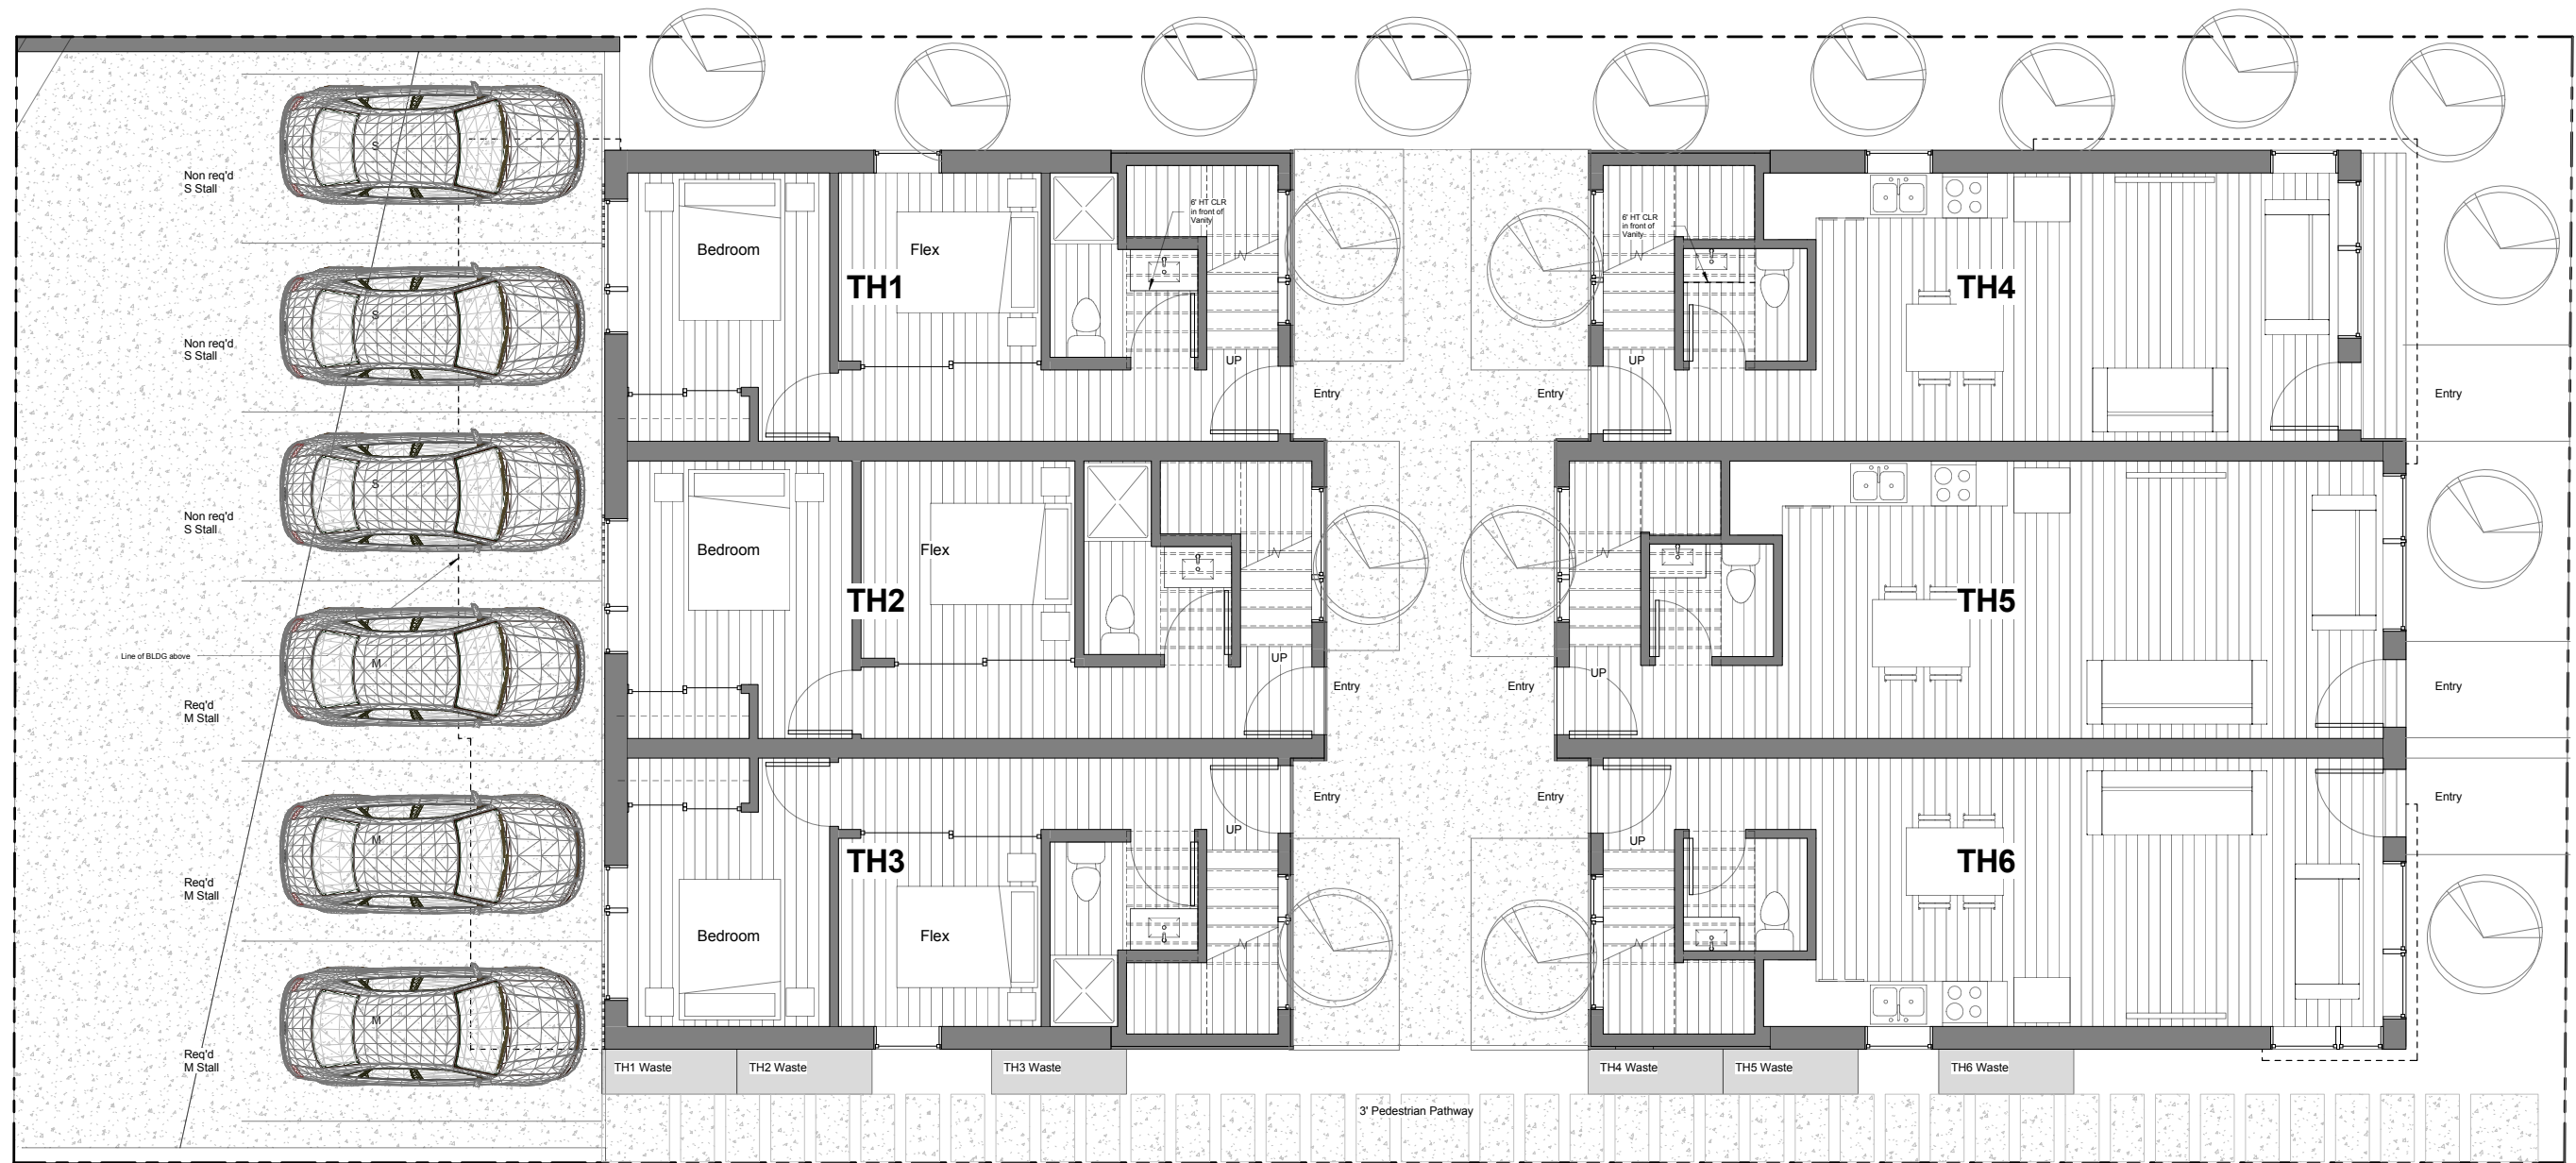 Non req'd
S Stall
S
Non req'd
S Stall
S
Non req'd
S Stall
S
Line of BLDG above
Req'd
M Stall
M
Req'd
M Stall
M
Req'd
M Stall
M
Bedroom
Flex
TH1
6' HT CLR
in front of
Vanity
UP
Entry
Bedroom
Flex
TH2
UP
Entry
Bedroom
Flex
TH3
UP
Entry
Entry
UP
6' HT CLR
in front of
Vanity
TH4
Entry
Entry
UP
TH5
Entry
Entry
UP
TH6
Entry
TH1 Waste
TH2 Waste
TH3 Waste
TH4 Waste
TH5 Waste
TH6 Waste
3' Pedestrian Pathway